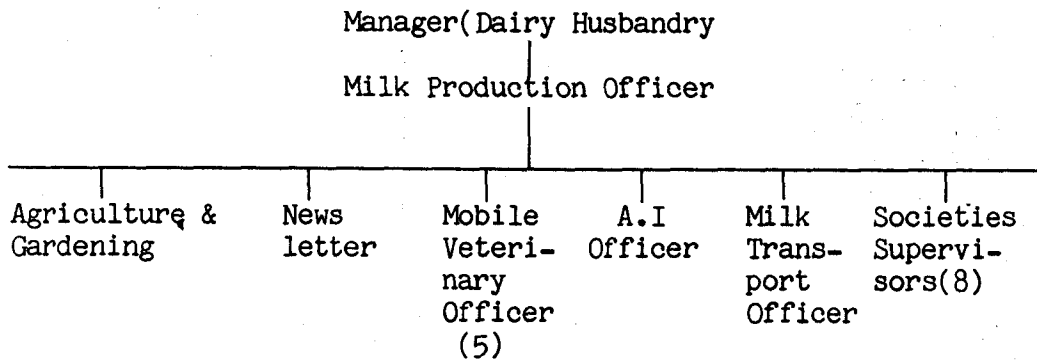 Manager(Dairy Husbandry
Milk Production Officer
Agriculture &
Gardening
News
letter
Mobile
Veteri-
nary
Officer
(5)
A.I
Officer
Milk
Trans-
port
Officer
Societies
Supervi-
sors(8)